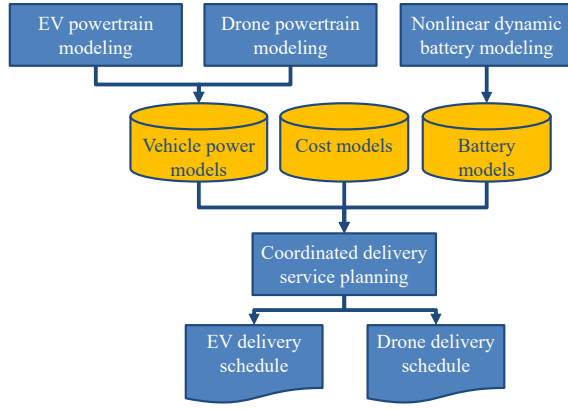 EV powertrain
modeling
Drone powertrain
modeling
Nonlinear dynamic
battery modeling
Vehicle power
models
Cost models
Battery
models
Coordinated delivery
service planning
EV delivery
schedule
Drone delivery
schedule